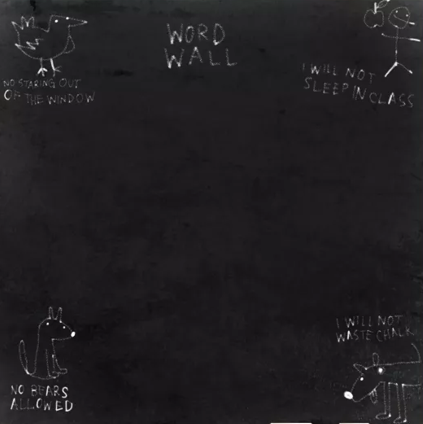 WORD
WALL
NO STARING OUT
OF THE WINDOW
I WILL NOT
SLEEP IN CLASS
I WILL NOT
WASTE CHALK
NO BEARS
ALLOWED